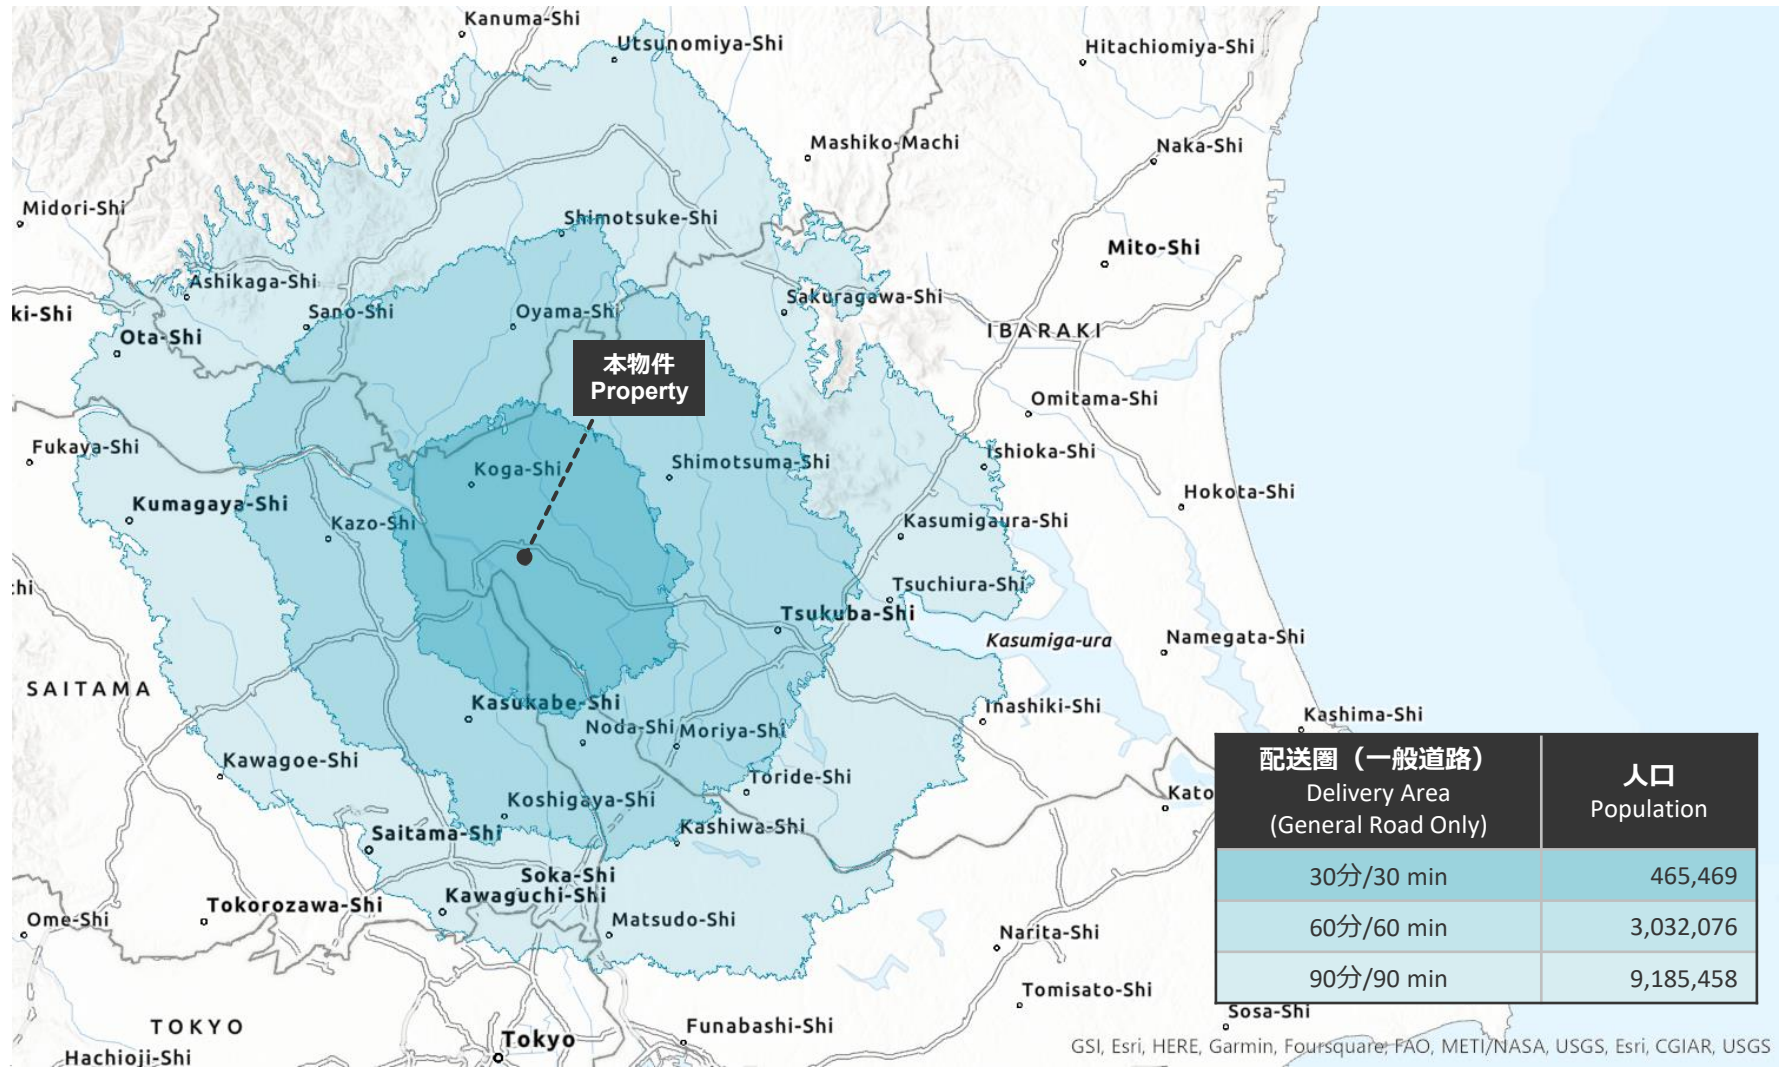 Kanuma-Shi
Utsunomiya-Shi
Hitachiomiya-Shi
Mashiko-Machi
Naka-Shi
Midori-Shi
Shimotsuke-Shi
Mito-Shi
Ashikaga-Shi
Sakuragawa-Shi
ki-Shi
Sano-Shi
Oyama-Shi
IBARAKI
Ota-Shi
本物件
Property
Omitama-Shi
Fukaya-Shi
Ishioka-Shi
Koga-Shi
Shimotsuma-Shi
Hokota-Shi
Kumagaya-Shi
Kazo-Shi
Kasumigaura-Shi
chi
Tsuchiura-Shi
Tsukuba-Shi
Kasumiga-ura
Namegata-Shi
SAITAMA
Kasukabe-Shi
Inashiki-Shi
Kashima-Shi
Noda-Shi
Moriya-Shi
Kawagoe-Shi
Toride-Shi
Koshigaya-Shi
Kato
Kashiwa-Shi
Saitama-Shi
Soka-Shi
Kawaguchi-Shi
Tokorozawa-Shi
Ome-Shi
Matsudo-Shi
Narita-Shi
Tomisato-Shi
Sosa-Shi
TOKYO
Funabashi-Shi
Tokyo
Hachioji-Shi
配送圏（一般道路）
Delivery Area
(General Road Only)
人口
Population
30分/30 min 465,469
60分/60 min 3,032,076
90分/90 min 9,185,458
GSI, Esri, HERE, Garmin, Foursquare, FAO, METI/NASA, USGS, Esri, CGIAR, USGS